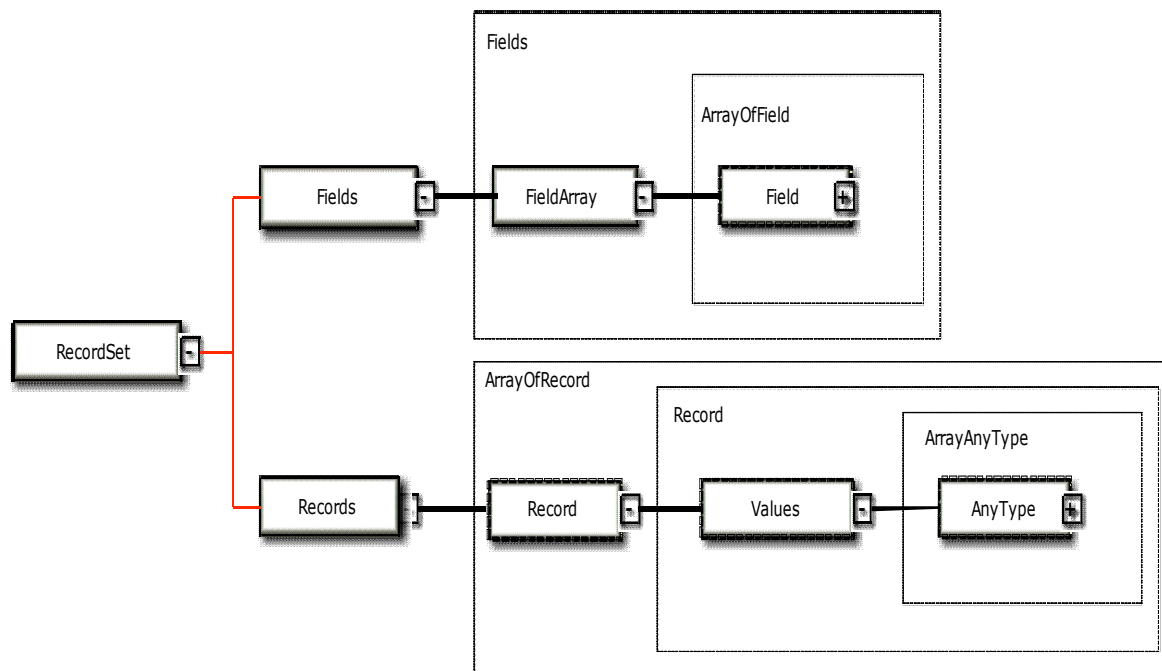 Fields
ArrayOfField
Fields
-
FieldArray
-
Field
+
RecordSet
-
ArrayOfRecord
Record
ArrayAnyType
Records
-
Record
-
Values
-
AnyType
+